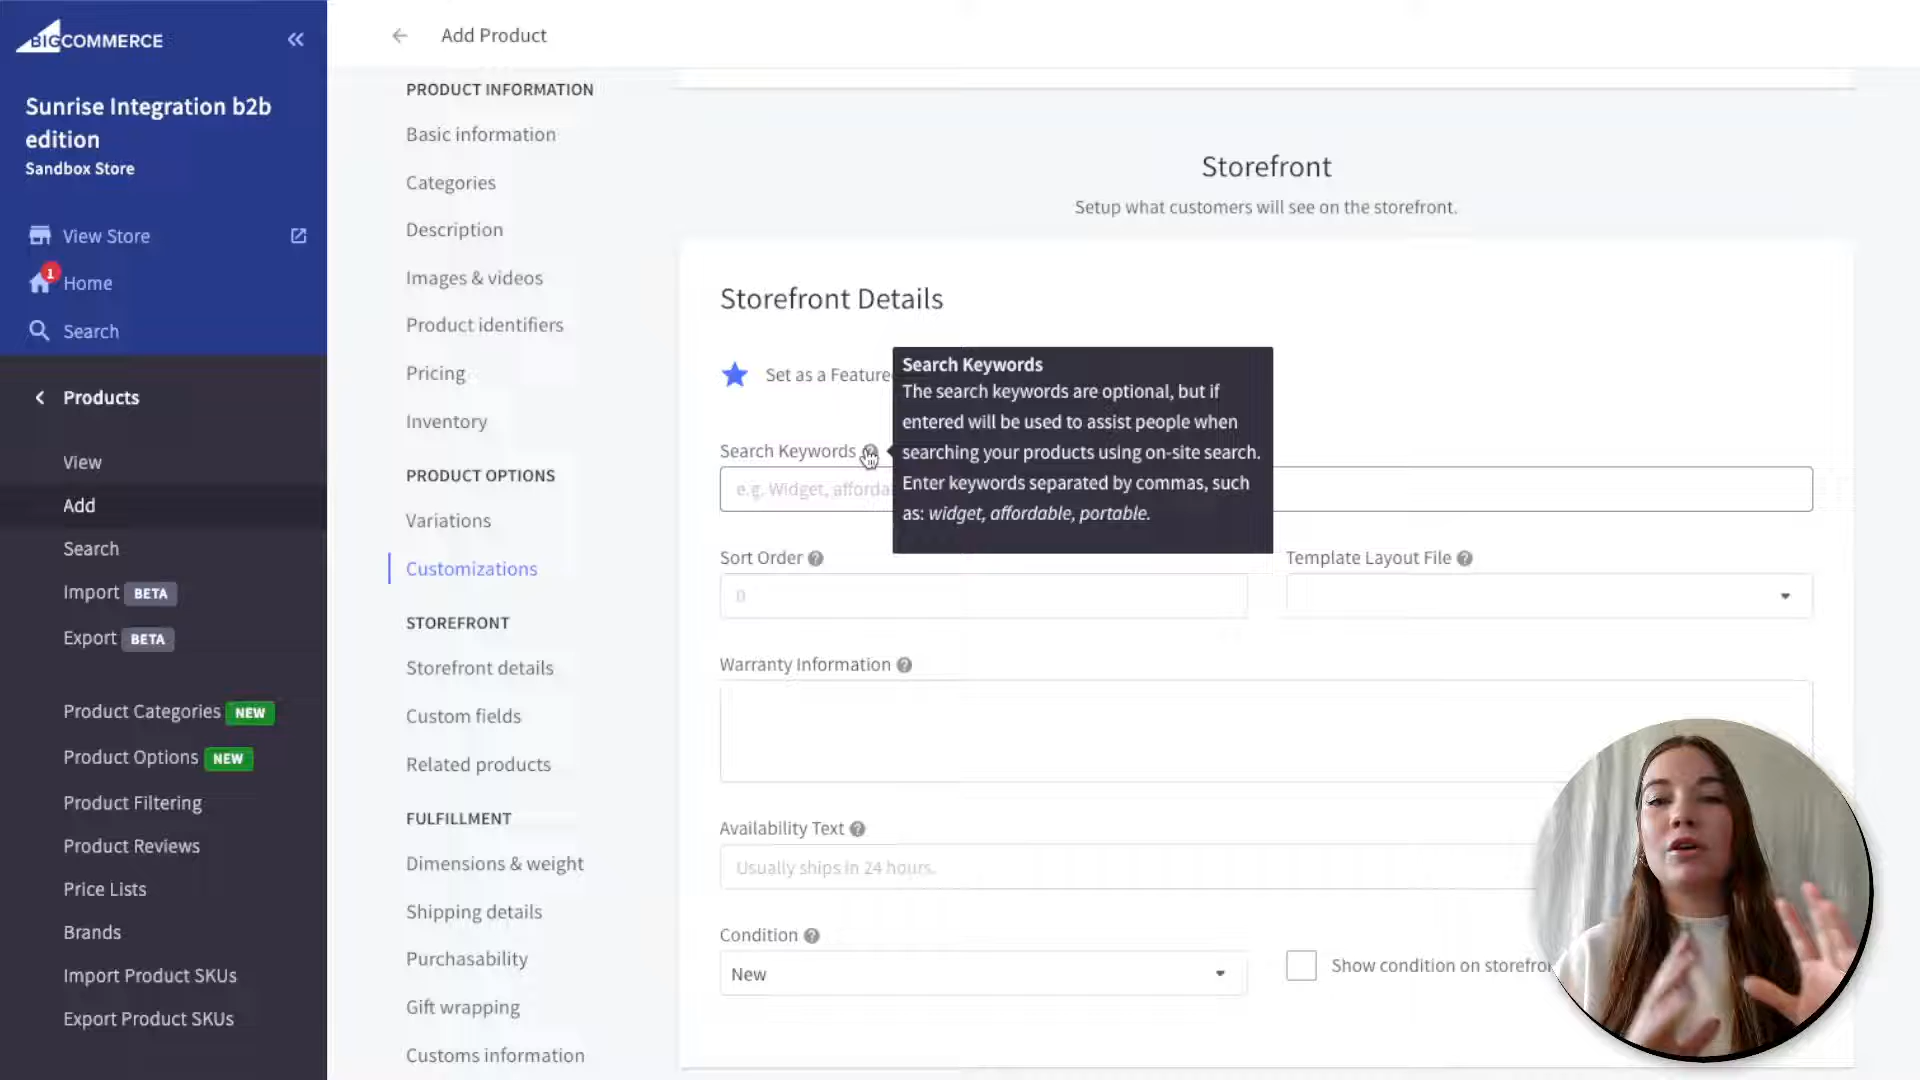 BIGCOMMERCE
Sunrise Integration b2b
edition
Sandbox Store
View Store
1
Home
Search
Products
View
Add
Search
Import BETA
Export BETA
Product Categories NEW
Product Options NEW
Product Filtering
Product Reviews
Price Lists
Brands
Import Product SKUs
Export Product SKUs
Add Product
PRODUCT INFORMATION
Basic information
Categories
Description
Images & videos
Product identifiers
Pricing
Inventory
PRODUCT OPTIONS
Variations
Customizations
STOREFRONT
Storefront details
Custom fields
Related products
FULFILLMENT
Dimensions & weight
Shipping details
Purchasability
Gift wrapping
Customs information
Storefront
Setup what customers will see on the storefront.
Storefront Details
Set as a Feature
Search Keywords
e.g. Widget, afforda
Search Keywords
The search keywords are optional, but if
entered will be used to assist people when
searching your products using on-site search.
Enter keywords separated by commas, such
as: widget, affordable, portable.
Sort Order ?
0
Template Layout File ?
Warranty Information ?
Availability Text ?
Usually ships in 24 hours.
Condition ?
New
Show condition on storefro